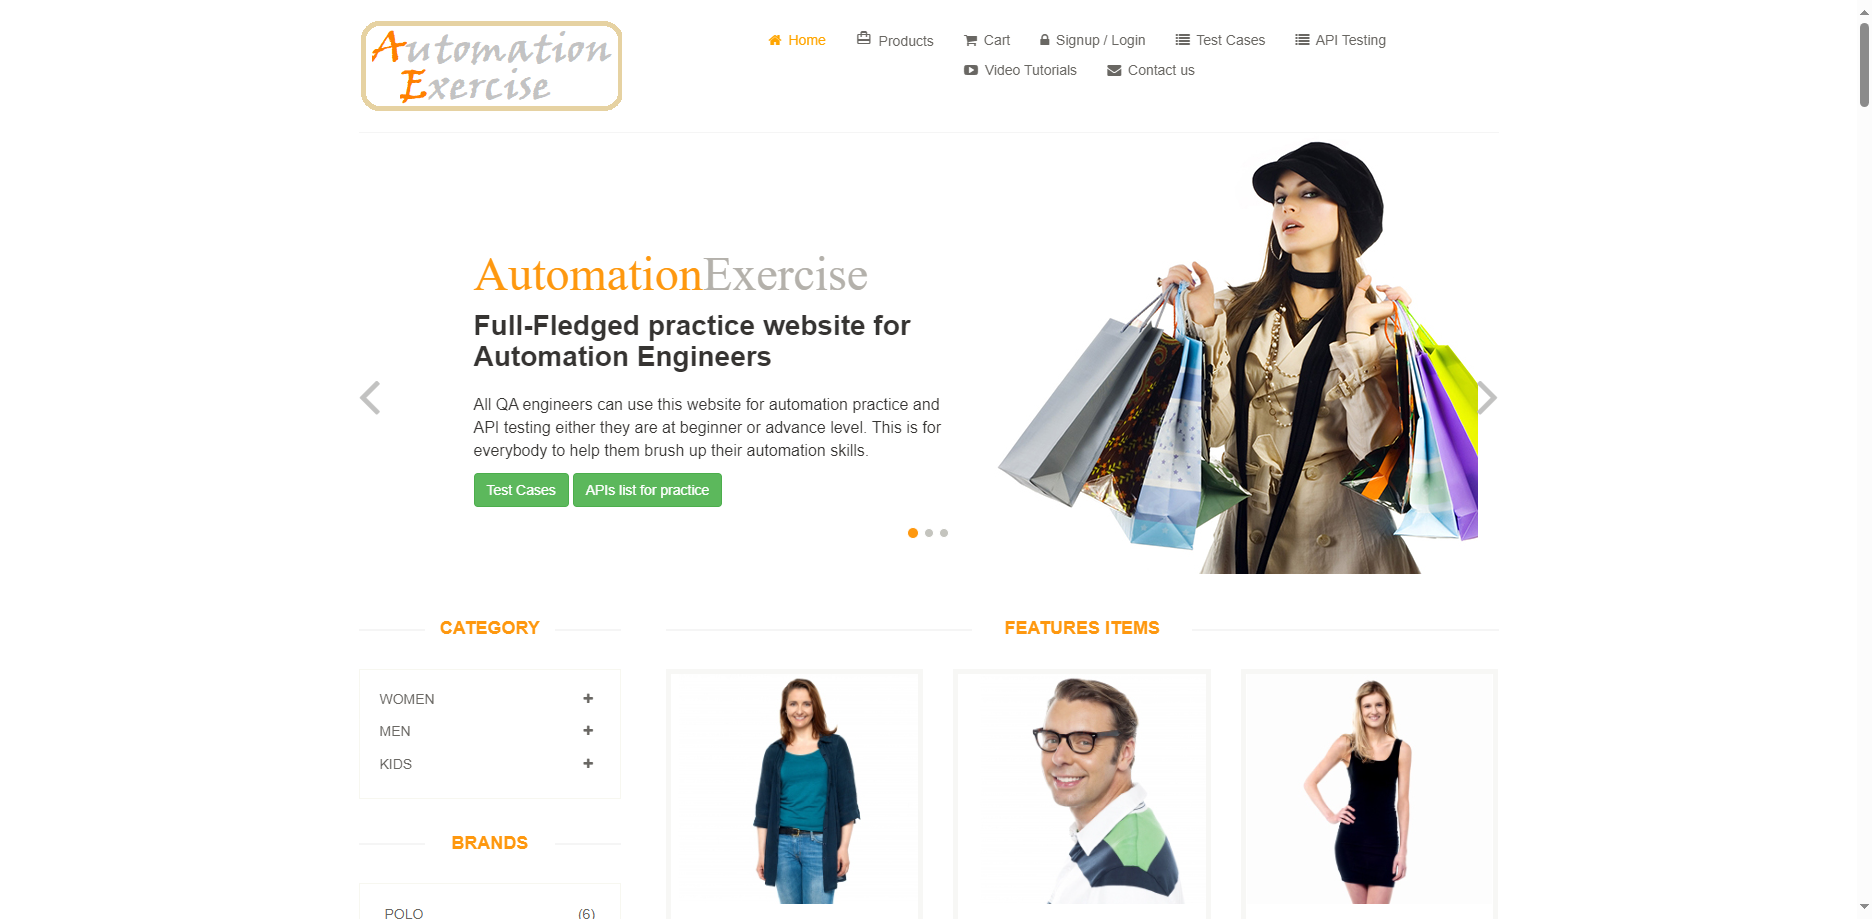 Automation
Exercise
Home
Products
Cart
Signup / Login
Test Cases
API Testing
Video Tutorials
Contact us
AutomationExercise
Full-Fledged practice website for
Automation Engineers
All QA engineers can use this website for automation practice and
API testing either they are at beginner or advance level. This is for
everybody to help them brush up their automation skills.
Test Cases
APIs list for practice
CATEGORY
WOMEN
MEN
KIDS
BRANDS
POLO (6)
FEATURES ITEMS